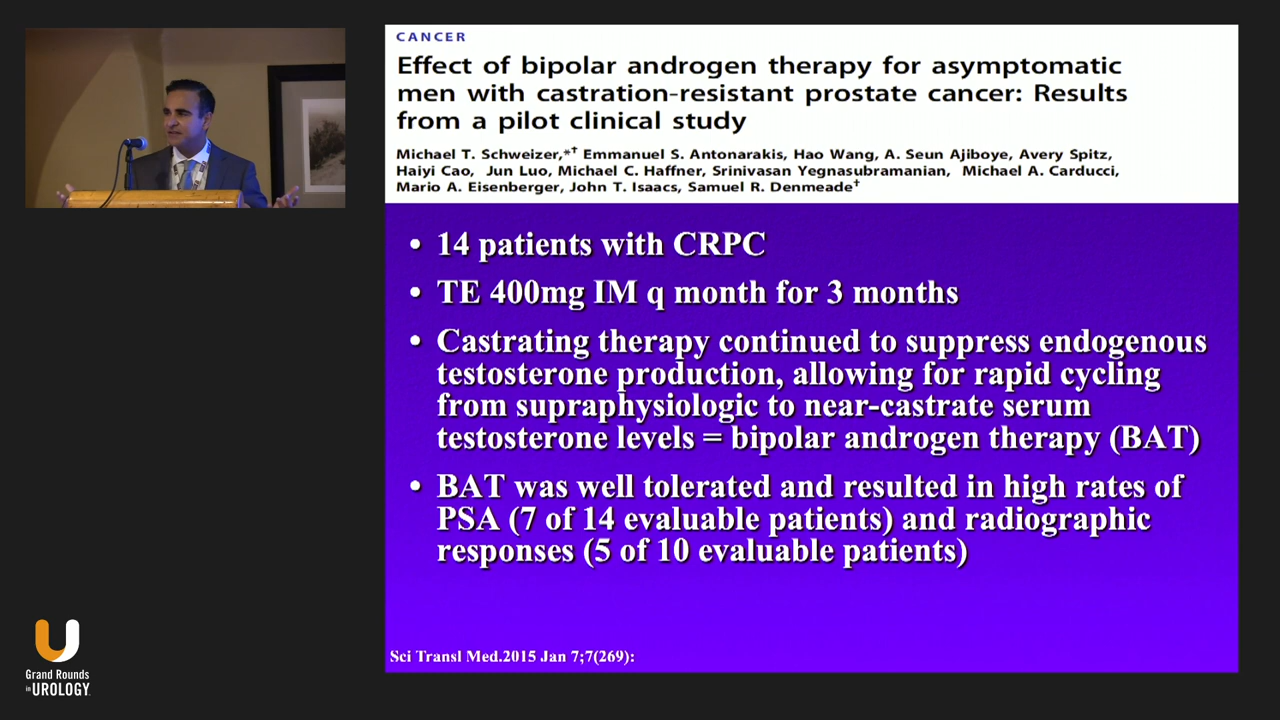 CANCER
Effect of bipolar androgen therapy for asymptomatic
men with castration-resistant prostate cancer: Results
from a pilot clinical study
Michael T. Schweizer,*† Emmanuel S. Antonarakis, Hao Wang, A. Seun Ajiboye, Avery Spitz,
Haiyi Cao, Jun Luo, Michael C. Haffner, Srinivasan Yegnasubramanian, Michael A. Carducci,
Mario A. Eisenberger, John T. Isaacs, Samuel R. Denmeade†
• 14 patients with CRPC
• TE 400mg IM q month for 3 months
• Castrating therapy continued to suppress endogenous
testosterone production, allowing for rapid cycling
from supraphysiologic to near-castrate serum
testosterone levels = bipolar androgen therapy (BAT)
• BAT was well tolerated and resulted in high rates of
PSA (7 of 14 evaluable patients) and radiographic
responses (5 of 10 evaluable patients)
Sci Transl Med.2015 Jan 7;7(269):
Grand Rounds
in UROLOGY